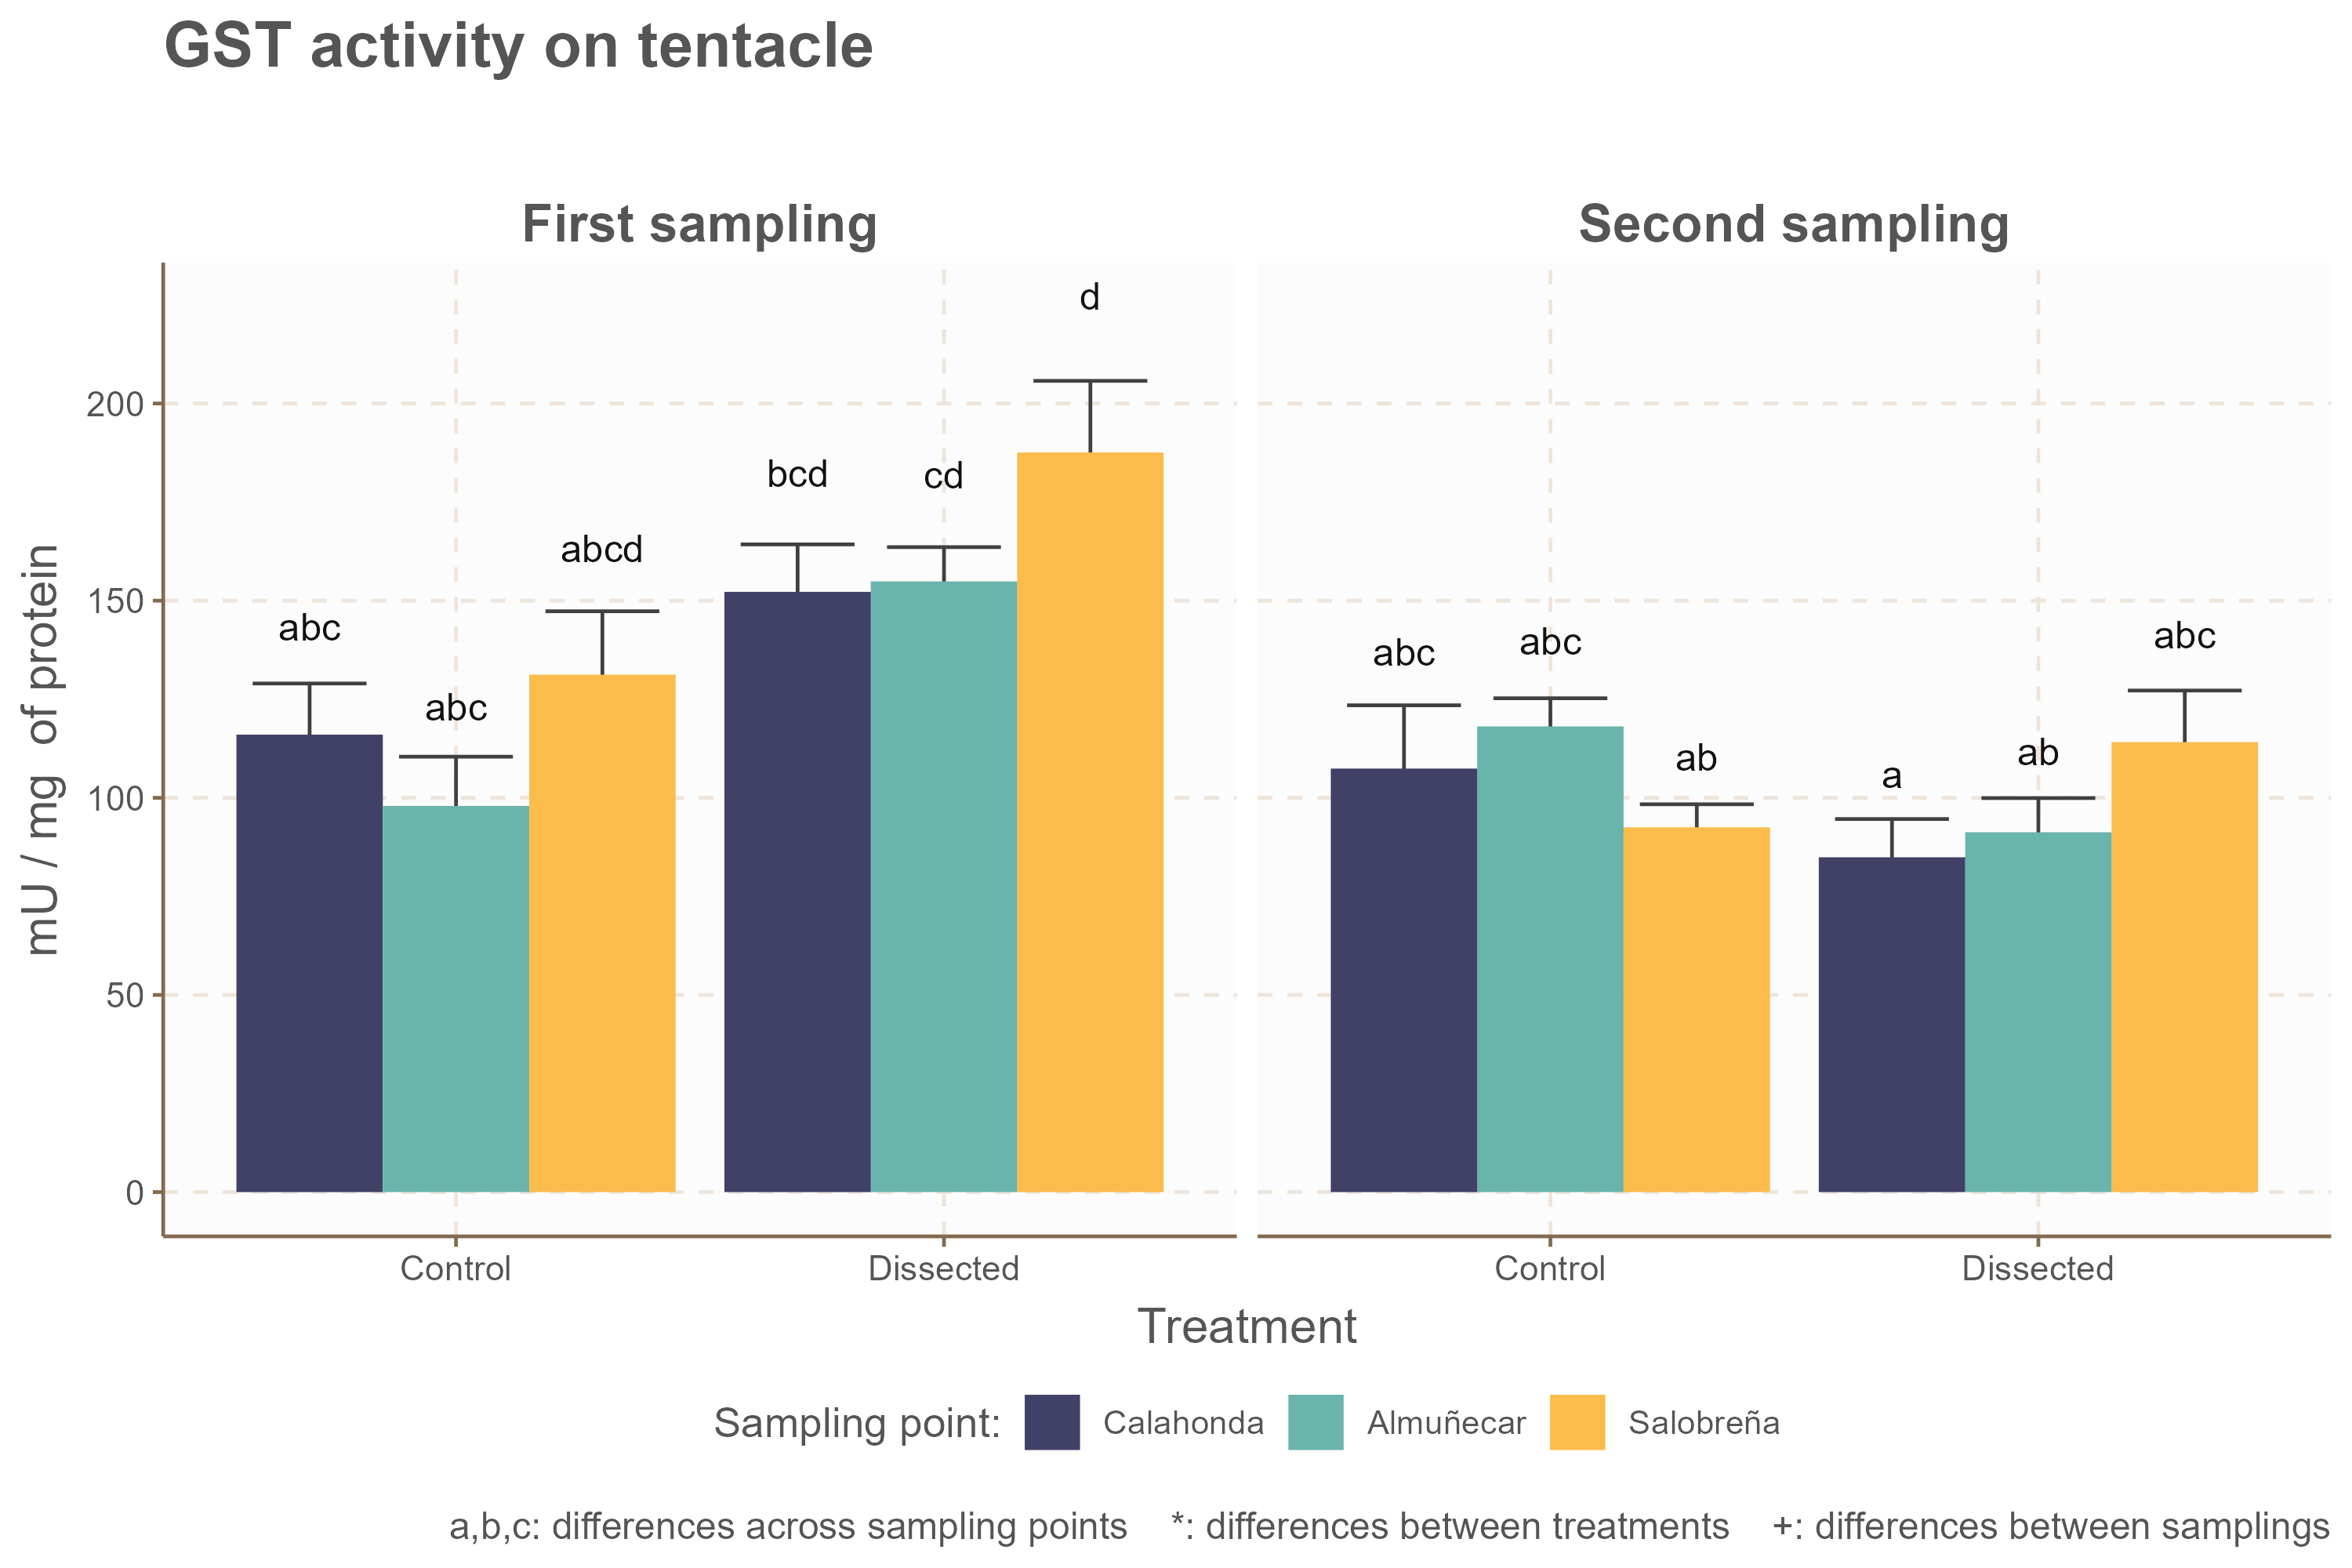 GST activity on tentacle
First sampling
Second sampling
mU / mg  of protein
200
150
100
50
0
abc
abc
abcd
bcd
cd
d
abc
abc
ab
a
ab
abc
Control
Dissected
Control
Dissected
Treatment
Sampling point: Calahonda Almuñecar Salobreña
a,b,c: differences across sampling points *: differences between treatments +: differences between samplings